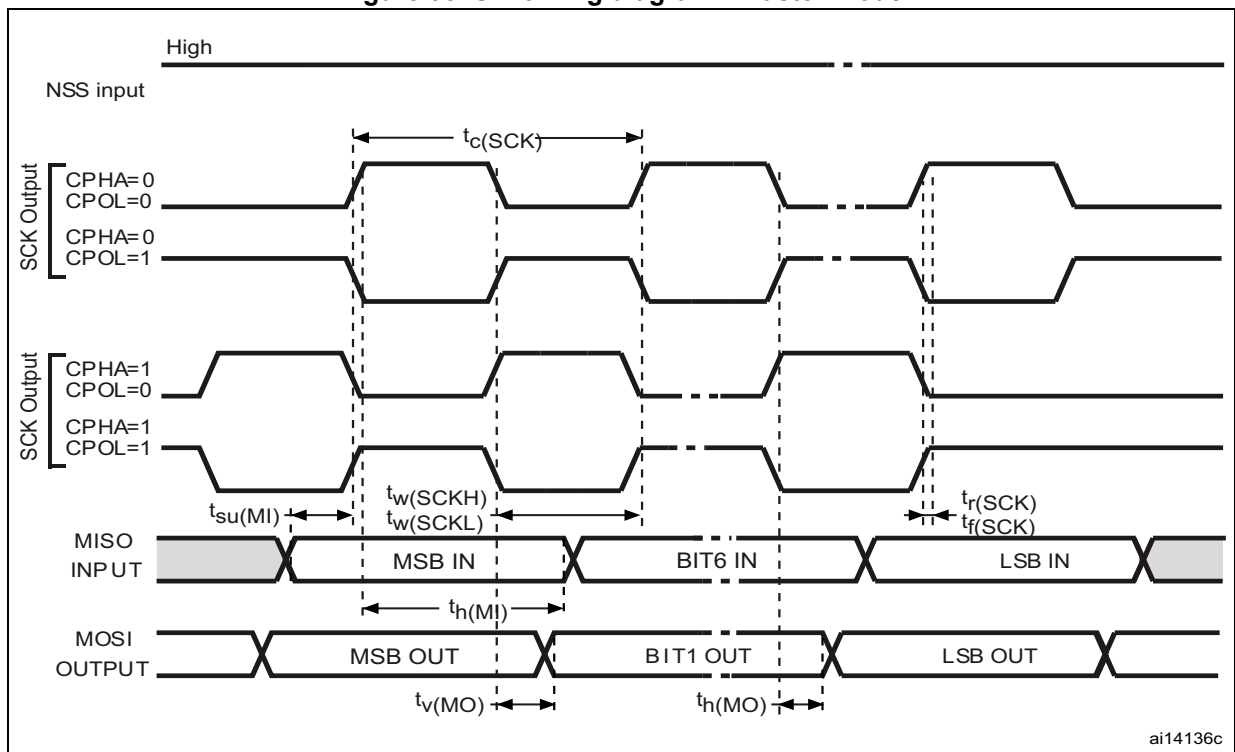 High
NSS input
tc(SCK)
SCK Output
CPHA=0
CPOL=0
CPHA=0
CPOL=1
SCK Output
CPHA=1
CPOL=0
CPHA=1
CPOL=1
tsu(MI)
tw(SCKH)
tw(SCKL)
tr(SCK)
tf(SCK)
MISO
INPUT
MSB IN
BIT6 IN
LSB IN
th(MI)
MOSI
OUTPUT
MSB OUT
BIT1 OUT
LSB OUT
tv(MO)
th(MO)
ai14136c